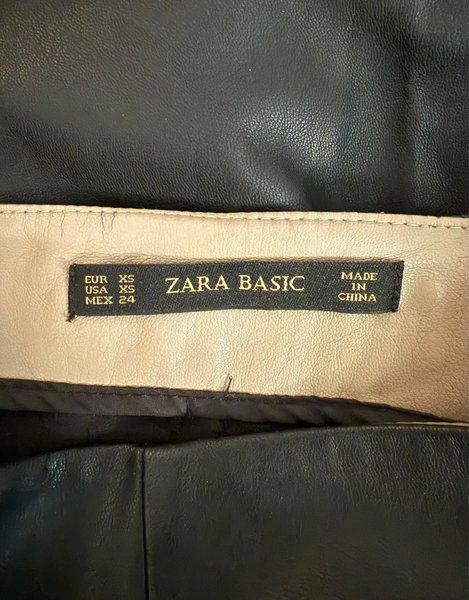 EUR XS
USA XS
MEX 24
ZARA BASIC
MADE
IN
CHINA